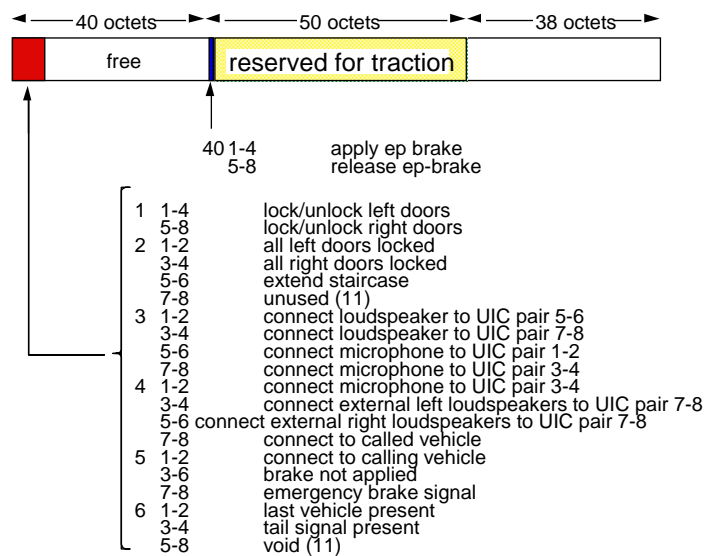 40 octets 50 octets 38 octets
free reserved for traction
40 1-4 apply ep brake
5-8 release ep-brake
1 1-4 lock/unlock left doors
5-8 lock/unlock right doors
2 1-2 all left doors locked
3-4 all right doors locked
5-6 extend staircase
7-8 unused (11)
3 1-2 connect loudspeaker to UIC pair 5-6
3-4 connect loudspeaker to UIC pair 7-8
5-6 connect microphone to UIC pair 1-2
7-8 connect microphone to UIC pair 3-4
4 1-2 connect microphone to UIC pair 3-4
3-4 connect external left loudspeakers to UIC pair 7-8
5-6 connect external right loudspeakers to UIC pair 7-8
7-8 connect to called vehicle
5 1-2 connect to calling vehicle
3-6 brake not applied
7-8 emergency brake signal
6 1-2 last vehicle present
3-4 tail signal present
5-8 void (11)